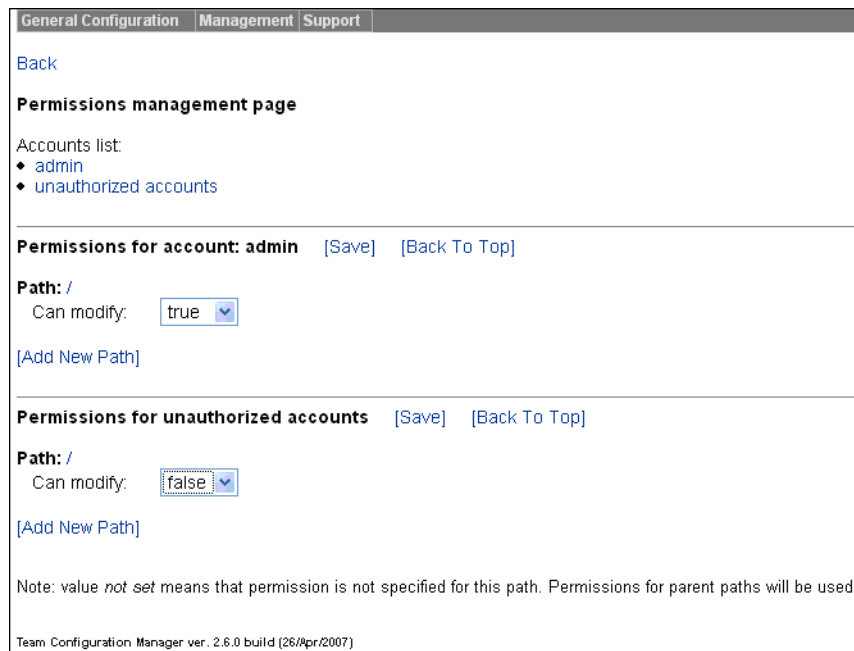 General Configuration Management Support
Back
Permissions management page
Accounts list:
admin
unauthorized accounts
Permissions for account: admin [Save] [Back To Top]
Path: /
Can modify: true
[Add New Path]
Permissions for unauthorized accounts [Save] [Back To Top]
Path: /
Can modify: false
[Add New Path]
Note: value not set means that permission is not specified for this path. Permissions for parent paths will be used
Team Configuration Manager ver. 2.6.0 build (26/Apr/2007)